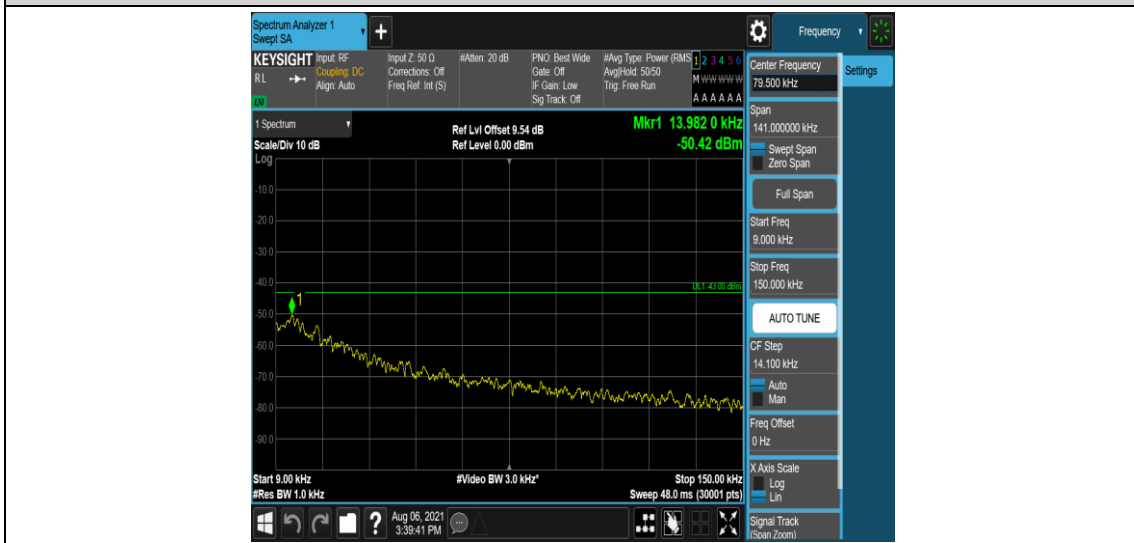 Spectrum Analyzer 1
Swept SA
Frequency
KEYSIGHT
RL
LXI
Input: RF
Coupling: DC
Align: Auto
Input Z: 50 Ω
Corrections: Off
Freq Ref: Int (S)
#Atten: 20 dB
PNO: Best Wide
Gate: Off
IF Gain: Low
Sig Track: Off
#Avg Type: Power (RMS
Avg|Hold: 50/50
Trig: Free Run
1 2 3 4 5 6
M W W W W W
A A A A A A
1 Spectrum
Scale/Div 10 dB
Ref Lvl Offset 9.54 dB
Ref Level 0.00 dBm
Mkr1 13.982 0 kHz
-50.42 dBm
Log
-10.0
-20.0
-30.0
-40.0
-50.0
-60.0
-70.0
-80.0
-90.0
DL1 -43.00 dBm
1
Start 9.00 kHz
#Res BW 1.0 kHz
#Video BW 3.0 kHz*
Stop 150.00 kHz
Sweep 48.0 ms (30001 pts)
?
Aug 06, 2021
3:39:41 PM
Center Frequency
79.500 kHz
Settings
Span
141.000000 kHz
Swept Span
Zero Span
Full Span
Start Freq
9.000 kHz
Stop Freq
150.000 kHz
AUTO TUNE
CF Step
14.100 kHz
Auto
Man
Freq Offset
0 Hz
X Axis Scale
Log
Lin
Signal Track
(Span Zoom)